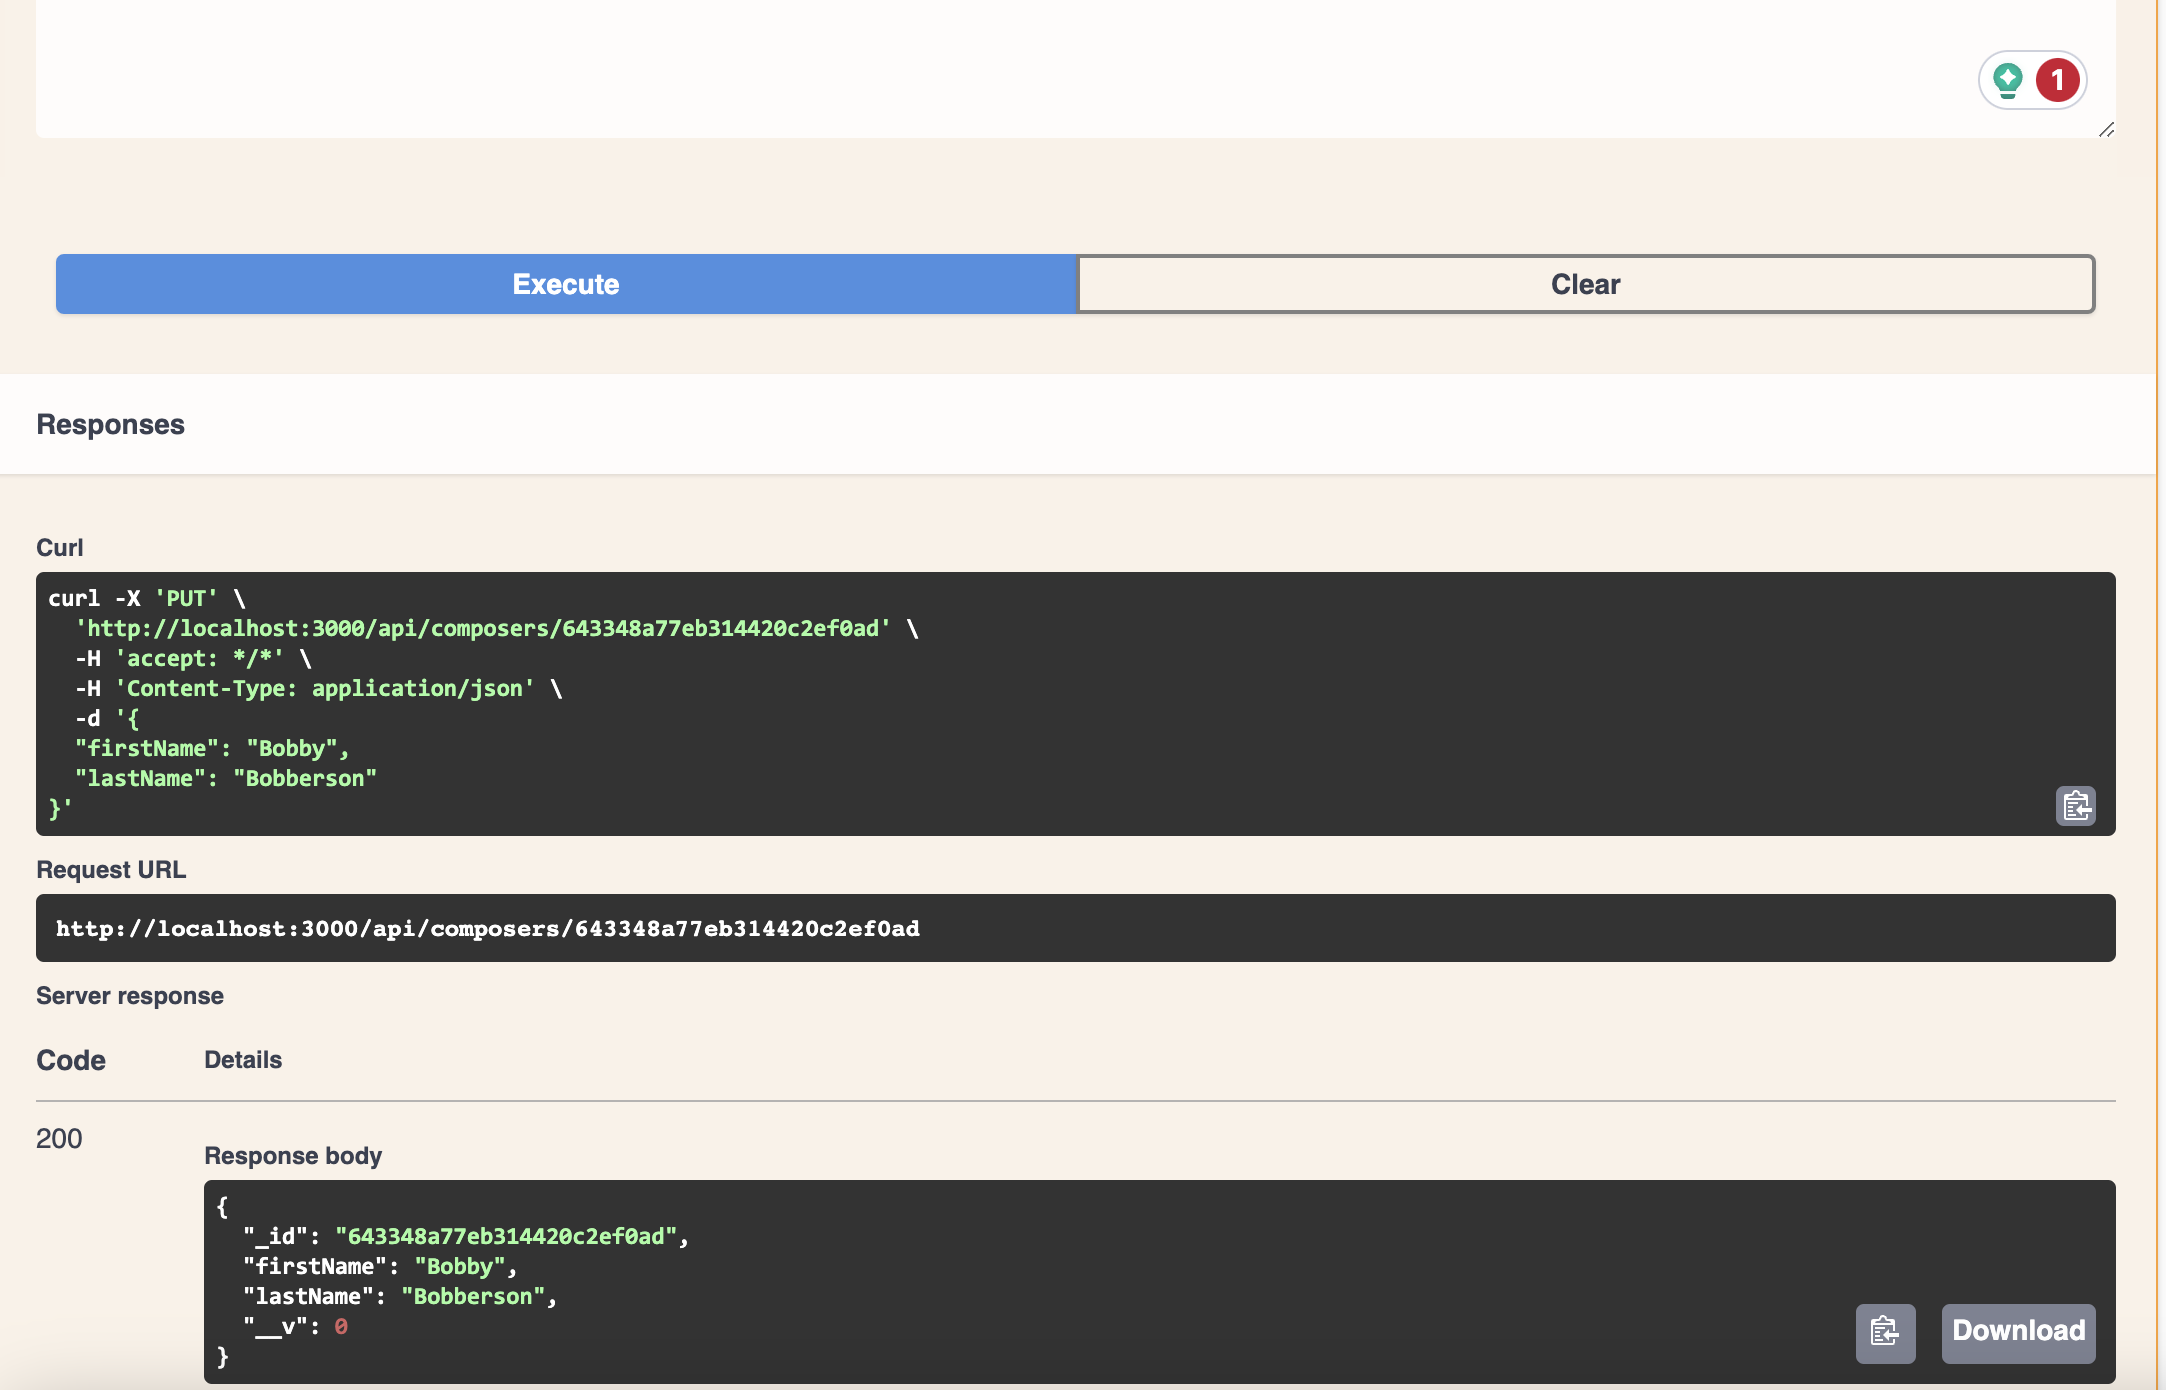 1
Execute
Clear
Responses
Curl
curl -X 'PUT' \
'http://localhost:3000/api/composers/643348a77eb314420c2ef0ad' \
-H 'accept: */*' \
-H 'Content-Type: application/json' \
-d '{
"firstName": "Bobby",
"lastName": "Bobberson"
}'
Request URL
http://localhost:3000/api/composers/643348a77eb314420c2ef0ad
Server response
Code Details
200
Response body
{
"_id": "643348a77eb314420c2ef0ad",
"firstName": "Bobby",
"lastName": "Bobberson",
"__v": 0
}
Download